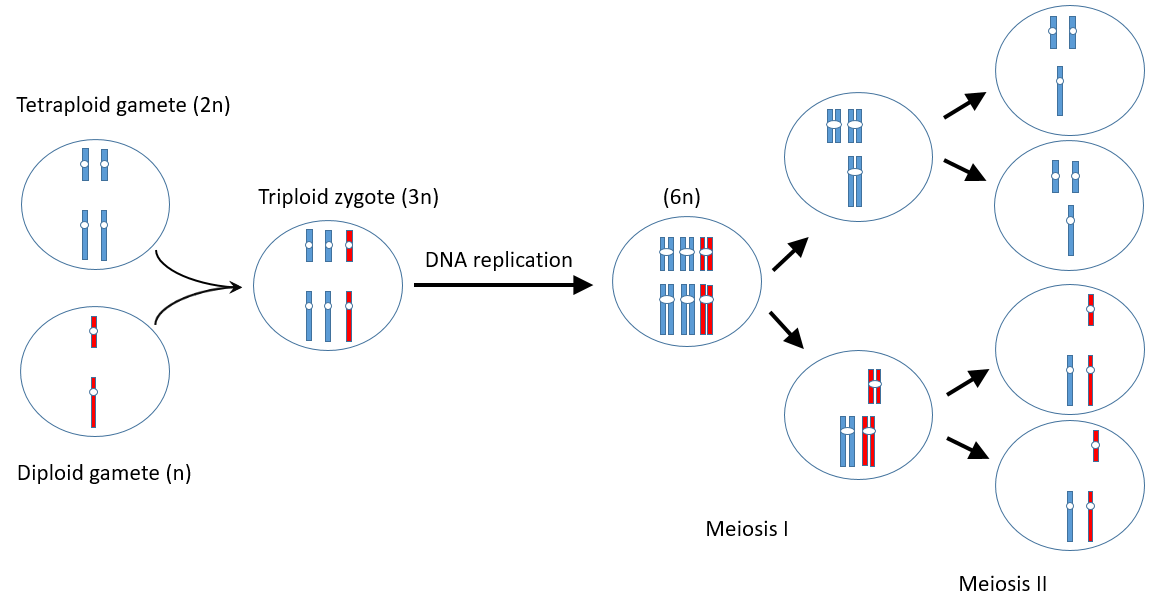 Tetraploid gamete (2n)
Triploid zygote (3n)
(6n)
DNA replication
Diploid gamete (n)
Meiosis I
Meiosis II